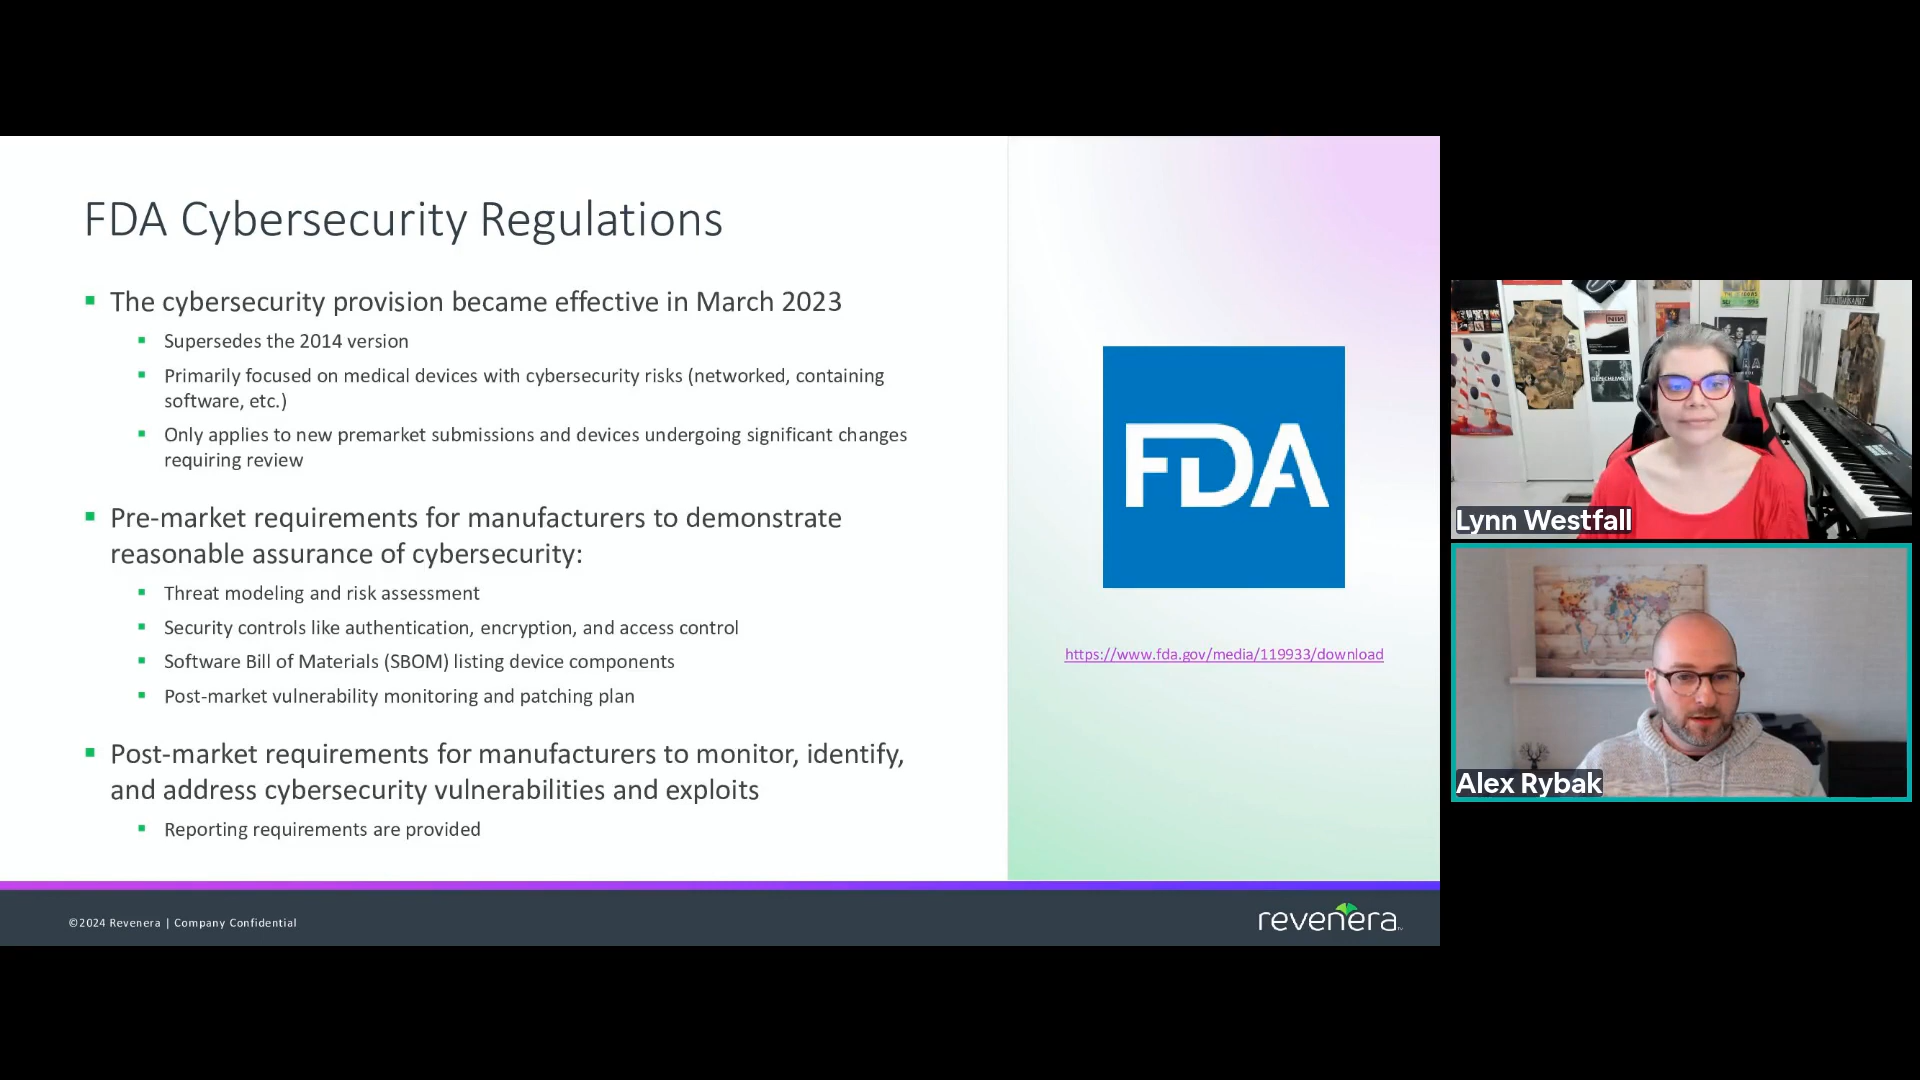 FDA Cybersecurity Regulations
The cybersecurity provision became effective in March 2023
Supersedes the 2014 version
Primarily focused on medical devices with cybersecurity risks (networked, containing
software, etc.)
Only applies to new premarket submissions and devices undergoing significant changes
requiring review
Pre-market requirements for manufacturers to demonstrate
reasonable assurance of cybersecurity:
Threat modeling and risk assessment
Security controls like authentication, encryption, and access control
Software Bill of Materials (SBOM) listing device components
Post-market vulnerability monitoring and patching plan
Post-market requirements for manufacturers to monitor, identify,
and address cybersecurity vulnerabilities and exploits
Reporting requirements are provided
FDA
https://www.fda.gov/media/119933/download
©2024 Revenera | Company Confidential
revenera
NIN
Lynn Westfall
Alex Rybak